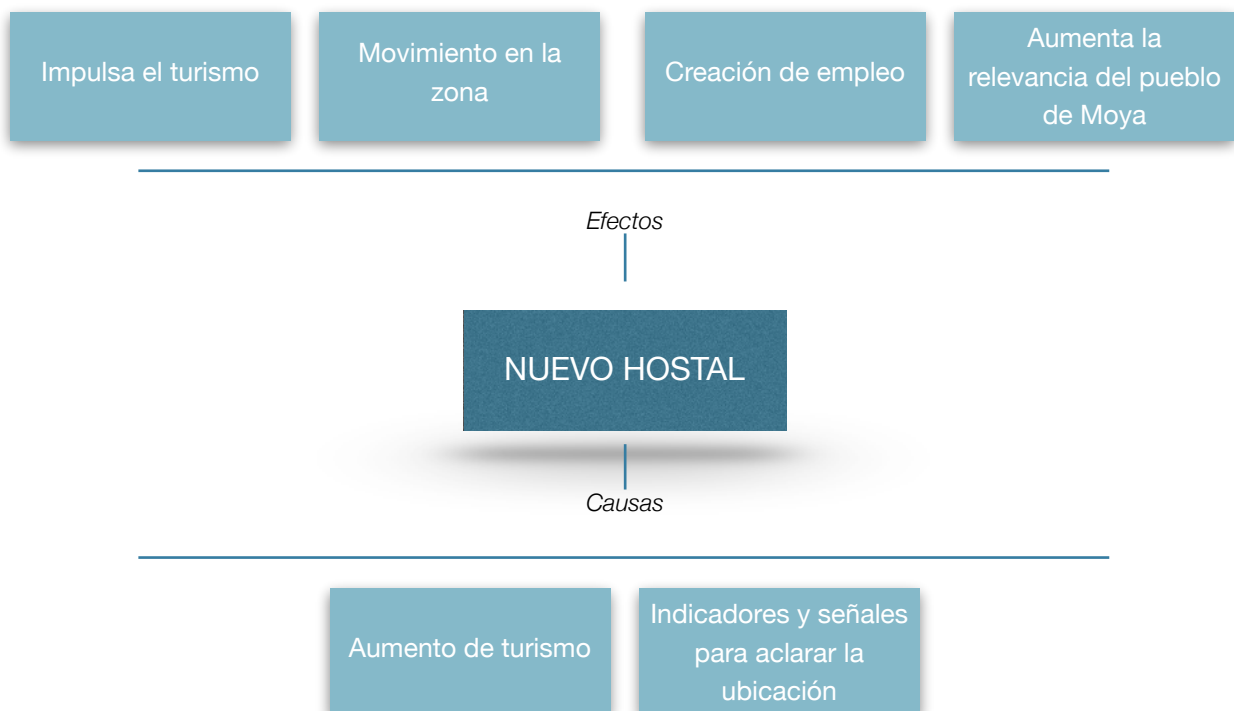 Impulsa el turismo
Movimiento en la
zona
Creación de empleo
Aumenta la
relevancia del pueblo
de Moya
Efectos
NUEVO HOSTAL
Causas
Aumento de turismo
Indicadores y señales
para aclarar la
ubicación